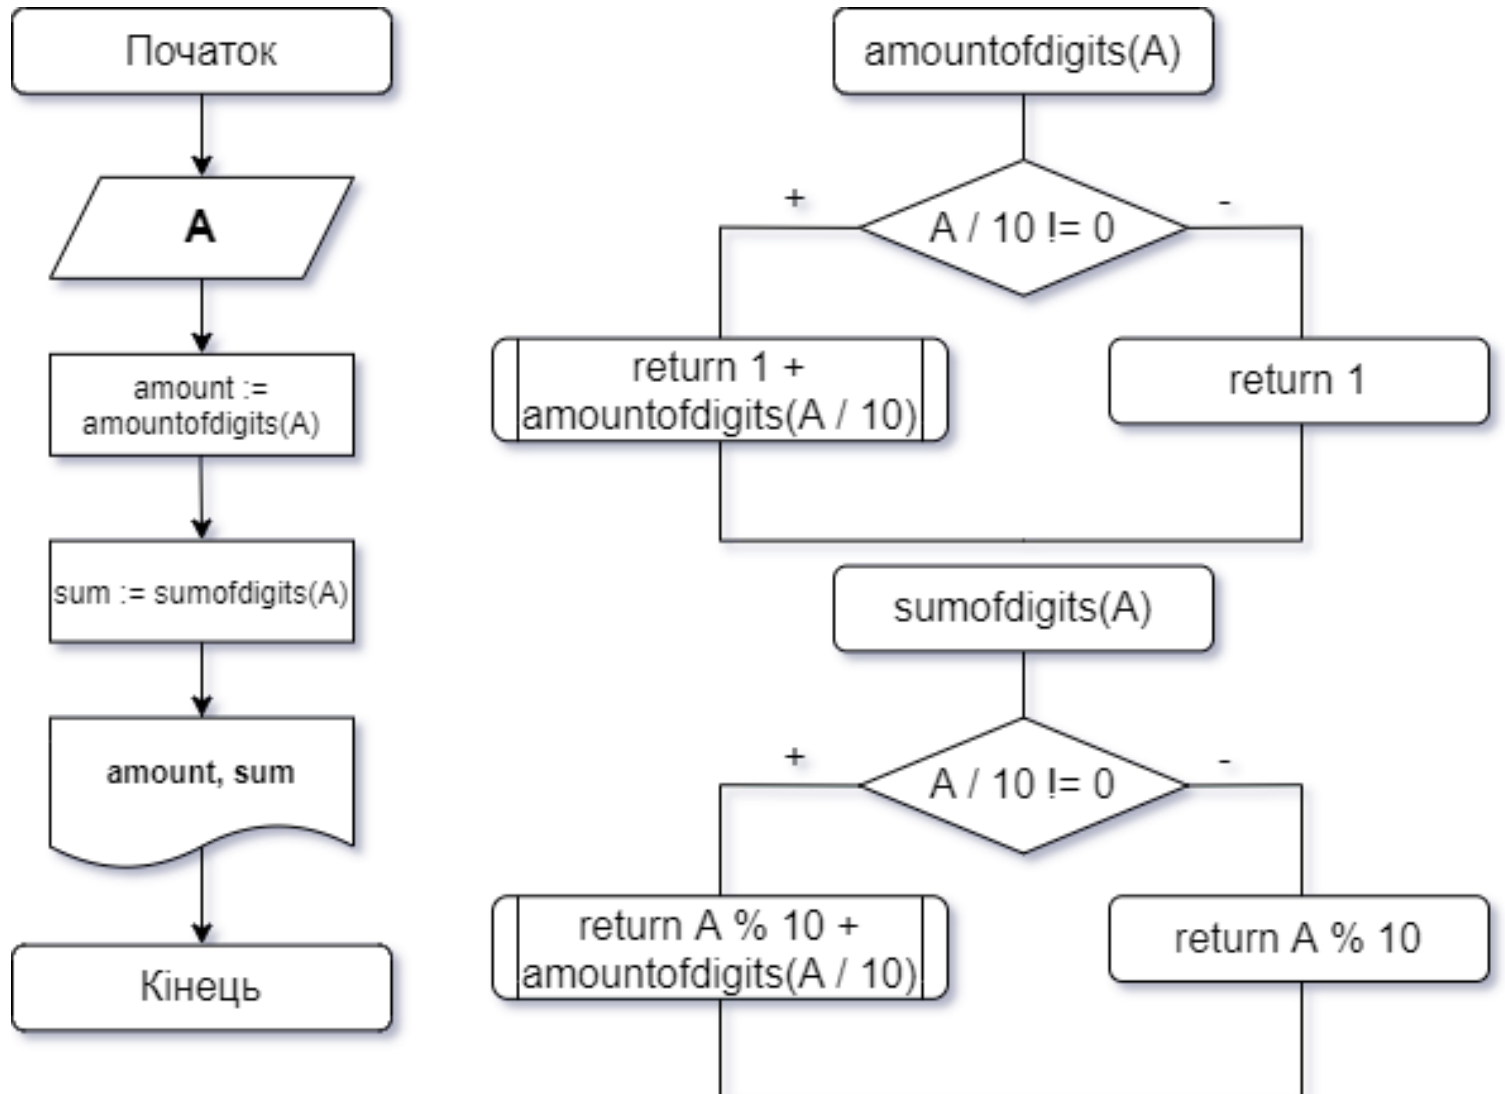 Початок
A
amount :=
amountofdigits(A)
sum := sumofdigits(A)
amount, sum
Кінець
amountofdigits(A)
+
-
A / 10 != 0
return 1 +
amountofdigits(A / 10)
return 1
sumofdigits(A)
+
-
A / 10 != 0
return A % 10 +
amountofdigits(A / 10)
return A % 10